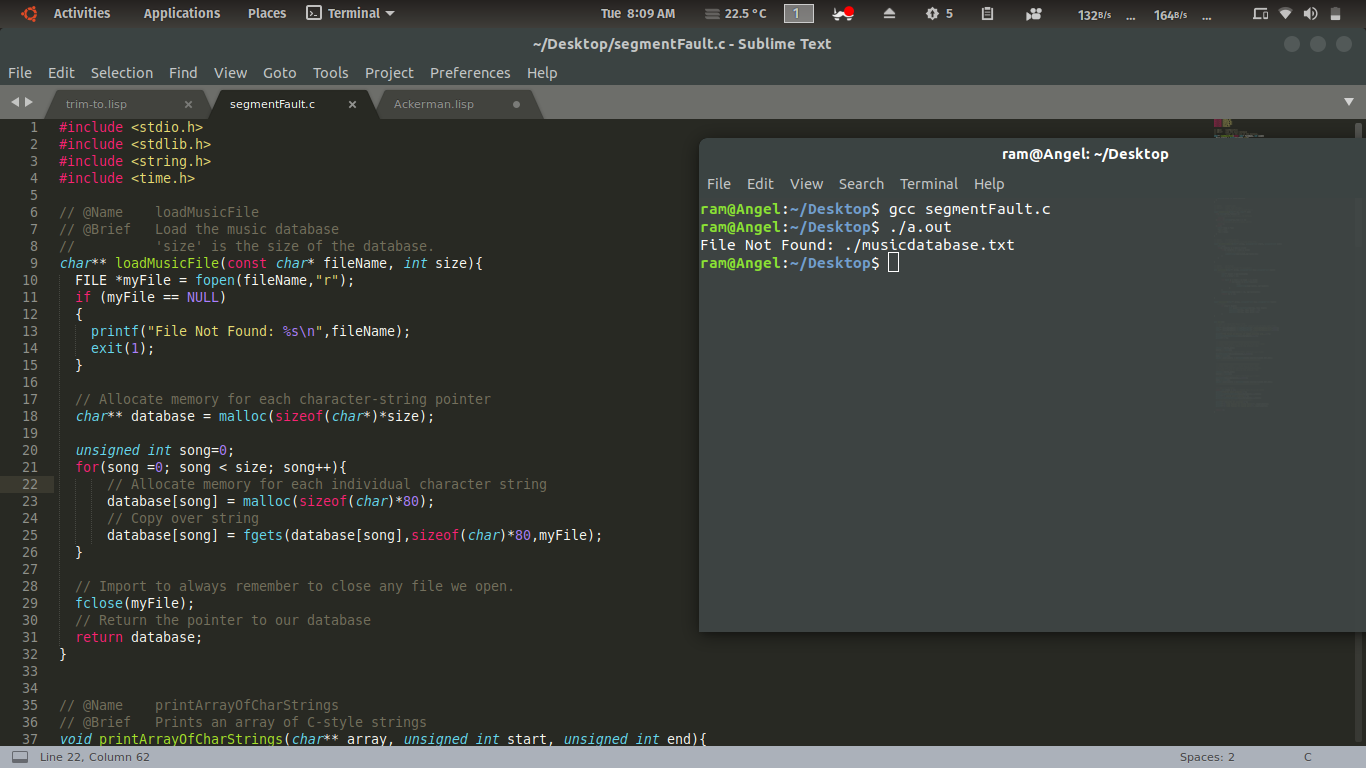 Activities Applications Places Terminal Tue 8:09 AM 22.5 °C 1 5 132B/s ... 164B/s ...
~/Desktop/segmentFault.c - Sublime Text
File Edit Selection Find View Goto Tools Project Preferences Help
trim-to.lisp segmentFault.c Ackerman.lisp
1 #include <stdio.h>
2 #include <stdlib.h>
3 #include <string.h>
4 #include <time.h>
5
6 // @Name    loadMusicFile
7 // @Brief   Load the music database
8 //          'size' is the size of the database.
9 char** loadMusicFile(const char* fileName, int size){
10   FILE *myFile = fopen(fileName,"r");
11   if (myFile == NULL)
12   {
13     printf("File Not Found: %s\n",fileName);
14     exit(1);
15   }
16
17   // Allocate memory for each character-string pointer
18   char** database = malloc(sizeof(char*)*size);
19
20   unsigned int song=0;
21   for(song =0; song < size; song++){
22       // Allocate memory for each individual character string
23       database[song] = malloc(sizeof(char)*80);
24       // Copy over string
25       database[song] = fgets(database[song],sizeof(char)*80,myFile);
26   }
27
28   // Import to always remember to close any file we open.
29   fclose(myFile);
30   // Return the pointer to our database
31   return database;
32 }
33
34
35 // @Name    printArrayOfCharStrings
36 // @Brief   Prints an array of C-style strings
37 void printArrayOfCharStrings(char** array, unsigned int start, unsigned int end){
ram@Angel: ~/Desktop
File Edit View Search Terminal Help
ram@Angel:~/Desktop$ gcc segmentFault.c
ram@Angel:~/Desktop$ ./a.out
File Not Found: ./musicdatabase.txt
ram@Angel:~/Desktop$
Line 22, Column 62 Spaces: 2 C